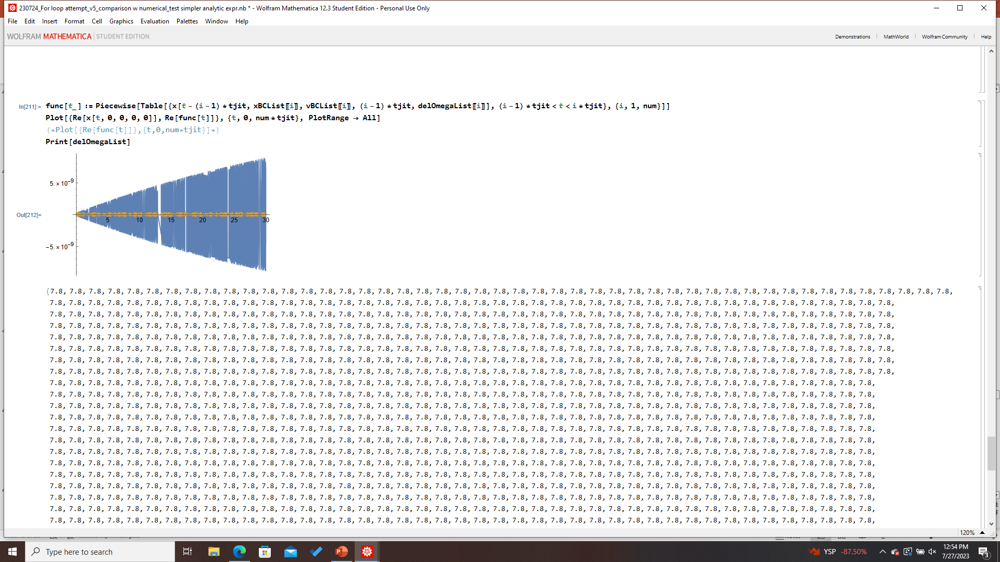 230724_For loop attempt_v5_comparison w numerical_test simpler analytic expr.nb * - Wolfram Mathematica 12.3 Student Edition - Personal Use Only
File Edit Insert Format Cell Graphics Evaluation Palettes Window Help
WOLFRAM MATHEMATICA STUDENT EDITION
Demonstrations MathWorld Wolfram Community Help
In[211]:= func[t_] := Piecewise[Table[{x[t - (i - 1) * tjit, xBCList[[i]], vBCList[[i]], (i - 1) * tjit, delOmegaList[[i]]], (i - 1) * tjit < t < i * tjit}, {i, 1, num}]]
Plot[{Re[x[t, 0, 0, 0, 0]], Re[func[t]]}, {t, 0, num * tjit}, PlotRange → All]
(*Plot[{Re[func[t]]},{t,0,num*tjit}]*)
Print[delOmegaList]
5.×10⁻⁹
Out[212]=
5 10 15 20 25 30
-5.×10⁻⁹
{7.8, 7.8, 7.8, 7.8, 7.8, 7.8, 7.8, 7.8, 7.8, 7.8, 7.8, 7.8, 7.8, 7.8, 7.8, 7.8, 7.8, 7.8, 7.8, 7.8, 7.8, 7.8, 7.8, 7.8, 7.8, 7.8, 7.8, 7.8, 7.8, 7.8, 7.8, 7.8, 7.8, 7.8, 7.8, 7.8, 7.8, 7.8, 7.8, 7.8, 7.8, 7.8, 7.8, 7.8, 7.8, 7.8, 7.8,
7.8, 7.8, 7.8, 7.8, 7.8, 7.8, 7.8, 7.8, 7.8, 7.8, 7.8, 7.8, 7.8, 7.8, 7.8, 7.8, 7.8, 7.8, 7.8, 7.8, 7.8, 7.8, 7.8, 7.8, 7.8, 7.8, 7.8, 7.8, 7.8, 7.8, 7.8, 7.8, 7.8, 7.8, 7.8, 7.8, 7.8, 7.8, 7.8, 7.8, 7.8, 7.8, 7.8, 7.8,
7.8, 7.8, 7.8, 7.8, 7.8, 7.8, 7.8, 7.8, 7.8, 7.8, 7.8, 7.8, 7.8, 7.8, 7.8, 7.8, 7.8, 7.8, 7.8, 7.8, 7.8, 7.8, 7.8, 7.8, 7.8, 7.8, 7.8, 7.8, 7.8, 7.8, 7.8, 7.8, 7.8, 7.8, 7.8, 7.8, 7.8, 7.8, 7.8, 7.8, 7.8, 7.8, 7.8, 7.8,
7.8, 7.8, 7.8, 7.8, 7.8, 7.8, 7.8, 7.8, 7.8, 7.8, 7.8, 7.8, 7.8, 7.8, 7.8, 7.8, 7.8, 7.8, 7.8, 7.8, 7.8, 7.8, 7.8, 7.8, 7.8, 7.8, 7.8, 7.8, 7.8, 7.8, 7.8, 7.8, 7.8, 7.8, 7.8, 7.8, 7.8, 7.8, 7.8, 7.8, 7.8, 7.8, 7.8, 7.8,
7.8, 7.8, 7.8, 7.8, 7.8, 7.8, 7.8, 7.8, 7.8, 7.8, 7.8, 7.8, 7.8, 7.8, 7.8, 7.8, 7.8, 7.8, 7.8, 7.8, 7.8, 7.8, 7.8, 7.8, 7.8, 7.8, 7.8, 7.8, 7.8, 7.8, 7.8, 7.8, 7.8, 7.8, 7.8, 7.8, 7.8, 7.8, 7.8, 7.8, 7.8, 7.8, 7.8, 7.8,
7.8, 7.8, 7.8, 7.8, 7.8, 7.8, 7.8, 7.8, 7.8, 7.8, 7.8, 7.8, 7.8, 7.8, 7.8, 7.8, 7.8, 7.8, 7.8, 7.8, 7.8, 7.8, 7.8, 7.8, 7.8, 7.8, 7.8, 7.8, 7.8, 7.8, 7.8, 7.8, 7.8, 7.8, 7.8, 7.8, 7.8, 7.8, 7.8, 7.8, 7.8, 7.8, 7.8, 7.8,
7.8, 7.8, 7.8, 7.8, 7.8, 7.8, 7.8, 7.8, 7.8, 7.8, 7.8, 7.8, 7.8, 7.8, 7.8, 7.8, 7.8, 7.8, 7.8, 7.8, 7.8, 7.8, 7.8, 7.8, 7.8, 7.8, 7.8, 7.8, 7.8, 7.8, 7.8, 7.8, 7.8, 7.8, 7.8, 7.8, 7.8, 7.8, 7.8, 7.8, 7.8, 7.8, 7.8, 7.8,
7.8, 7.8, 7.8, 7.8, 7.8, 7.8, 7.8, 7.8, 7.8, 7.8, 7.8, 7.8, 7.8, 7.8, 7.8, 7.8, 7.8, 7.8, 7.8, 7.8, 7.8, 7.8, 7.8, 7.8, 7.8, 7.8, 7.8, 7.8, 7.8, 7.8, 7.8, 7.8, 7.8, 7.8, 7.8, 7.8, 7.8, 7.8, 7.8, 7.8, 7.8, 7.8, 7.8, 7.8,
7.8, 7.8, 7.8, 7.8, 7.8, 7.8, 7.8, 7.8, 7.8, 7.8, 7.8, 7.8, 7.8, 7.8, 7.8, 7.8, 7.8, 7.8, 7.8, 7.8, 7.8, 7.8, 7.8, 7.8, 7.8, 7.8, 7.8, 7.8, 7.8, 7.8, 7.8, 7.8, 7.8, 7.8, 7.8, 7.8, 7.8, 7.8, 7.8, 7.8, 7.8, 7.8, 7.8,
7.8, 7.8, 7.8, 7.8, 7.8, 7.8, 7.8, 7.8, 7.8, 7.8, 7.8, 7.8, 7.8, 7.8, 7.8, 7.8, 7.8, 7.8, 7.8, 7.8, 7.8, 7.8, 7.8, 7.8, 7.8, 7.8, 7.8, 7.8, 7.8, 7.8, 7.8, 7.8, 7.8, 7.8, 7.8, 7.8, 7.8, 7.8, 7.8, 7.8, 7.8, 7.8, 7.8,
7.8, 7.8, 7.8, 7.8, 7.8, 7.8, 7.8, 7.8, 7.8, 7.8, 7.8, 7.8, 7.8, 7.8, 7.8, 7.8, 7.8, 7.8, 7.8, 7.8, 7.8, 7.8, 7.8, 7.8, 7.8, 7.8, 7.8, 7.8, 7.8, 7.8, 7.8, 7.8, 7.8, 7.8, 7.8, 7.8, 7.8, 7.8, 7.8, 7.8, 7.8, 7.8, 7.8,
7.8, 7.8, 7.8, 7.8, 7.8, 7.8, 7.8, 7.8, 7.8, 7.8, 7.8, 7.8, 7.8, 7.8, 7.8, 7.8, 7.8, 7.8, 7.8, 7.8, 7.8, 7.8, 7.8, 7.8, 7.8, 7.8, 7.8, 7.8, 7.8, 7.8, 7.8, 7.8, 7.8, 7.8, 7.8, 7.8, 7.8, 7.8, 7.8, 7.8, 7.8, 7.8, 7.8,
7.8, 7.8, 7.8, 7.8, 7.8, 7.8, 7.8, 7.8, 7.8, 7.8, 7.8, 7.8, 7.8, 7.8, 7.8, 7.8, 7.8, 7.8, 7.8, 7.8, 7.8, 7.8, 7.8, 7.8, 7.8, 7.8, 7.8, 7.8, 7.8, 7.8, 7.8, 7.8, 7.8, 7.8, 7.8, 7.8, 7.8, 7.8, 7.8, 7.8, 7.8, 7.8, 7.8,
7.8, 7.8, 7.8, 7.8, 7.8, 7.8, 7.8, 7.8, 7.8, 7.8, 7.8, 7.8, 7.8, 7.8, 7.8, 7.8, 7.8, 7.8, 7.8, 7.8, 7.8, 7.8, 7.8, 7.8, 7.8, 7.8, 7.8, 7.8, 7.8, 7.8, 7.8, 7.8, 7.8, 7.8, 7.8, 7.8, 7.8, 7.8, 7.8, 7.8, 7.8, 7.8, 7.8,
7.8, 7.8, 7.8, 7.8, 7.8, 7.8, 7.8, 7.8, 7.8, 7.8, 7.8, 7.8, 7.8, 7.8, 7.8, 7.8, 7.8, 7.8, 7.8, 7.8, 7.8, 7.8, 7.8, 7.8, 7.8, 7.8, 7.8, 7.8, 7.8, 7.8, 7.8, 7.8, 7.8, 7.8, 7.8, 7.8, 7.8, 7.8, 7.8, 7.8, 7.8, 7.8, 7.8,
7.8, 7.8, 7.8, 7.8, 7.8, 7.8, 7.8, 7.8, 7.8, 7.8, 7.8, 7.8, 7.8, 7.8, 7.8, 7.8, 7.8, 7.8, 7.8, 7.8, 7.8, 7.8, 7.8, 7.8, 7.8, 7.8, 7.8, 7.8, 7.8, 7.8, 7.8, 7.8, 7.8, 7.8, 7.8, 7.8, 7.8, 7.8, 7.8, 7.8, 7.8, 7.8, 7.8,
7.8, 7.8, 7.8, 7.8, 7.8, 7.8, 7.8, 7.8, 7.8, 7.8, 7.8, 7.8, 7.8, 7.8, 7.8, 7.8, 7.8, 7.8, 7.8, 7.8, 7.8, 7.8, 7.8, 7.8, 7.8, 7.8, 7.8, 7.8, 7.8, 7.8, 7.8, 7.8, 7.8, 7.8, 7.8, 7.8, 7.8, 7.8, 7.8, 7.8, 7.8, 7.8, 7.8,
7.8, 7.8, 7.8, 7.8, 7.8, 7.8, 7.8, 7.8, 7.8, 7.8, 7.8, 7.8, 7.8, 7.8, 7.8, 7.8, 7.8, 7.8, 7.8, 7.8, 7.8, 7.8, 7.8, 7.8, 7.8, 7.8, 7.8, 7.8, 7.8, 7.8, 7.8, 7.8, 7.8, 7.8, 7.8, 7.8, 7.8, 7.8, 7.8, 7.8, 7.8, 7.8, 7.8,
7.8, 7.8, 7.8, 7.8, 7.8, 7.8, 7.8, 7.8, 7.8, 7.8, 7.8, 7.8, 7.8, 7.8, 7.8, 7.8, 7.8, 7.8, 7.8, 7.8, 7.8, 7.8, 7.8, 7.8, 7.8, 7.8, 7.8, 7.8, 7.8, 7.8, 7.8, 7.8, 7.8, 7.8, 7.8, 7.8, 7.8, 7.8, 7.8, 7.8, 7.8, 7.8, 7.8,
7.8, 7.8, 7.8, 7.8, 7.8, 7.8, 7.8, 7.8, 7.8, 7.8, 7.8, 7.8, 7.8, 7.8, 7.8, 7.8, 7.8, 7.8, 7.8, 7.8, 7.8, 7.8, 7.8, 7.8, 7.8, 7.8, 7.8, 7.8, 7.8, 7.8, 7.8, 7.8, 7.8, 7.8, 7.8, 7.8, 7.8, 7.8, 7.8, 7.8, 7.8, 7.8, 7.8,
7.8, 7.8, 7.8, 7.8, 7.8, 7.8, 7.8, 7.8, 7.8, 7.8, 7.8, 7.8, 7.8, 7.8, 7.8, 7.8, 7.8, 7.8, 7.8, 7.8, 7.8, 7.8, 7.8, 7.8, 7.8, 7.8, 7.8, 7.8, 7.8, 7.8, 7.8, 7.8, 7.8, 7.8, 7.8, 7.8, 7.8, 7.8, 7.8, 7.8, 7.8, 7.8, 7.8,
120%
Type here to search
YSP -87.50%
12:54 PM
7/27/2023
3